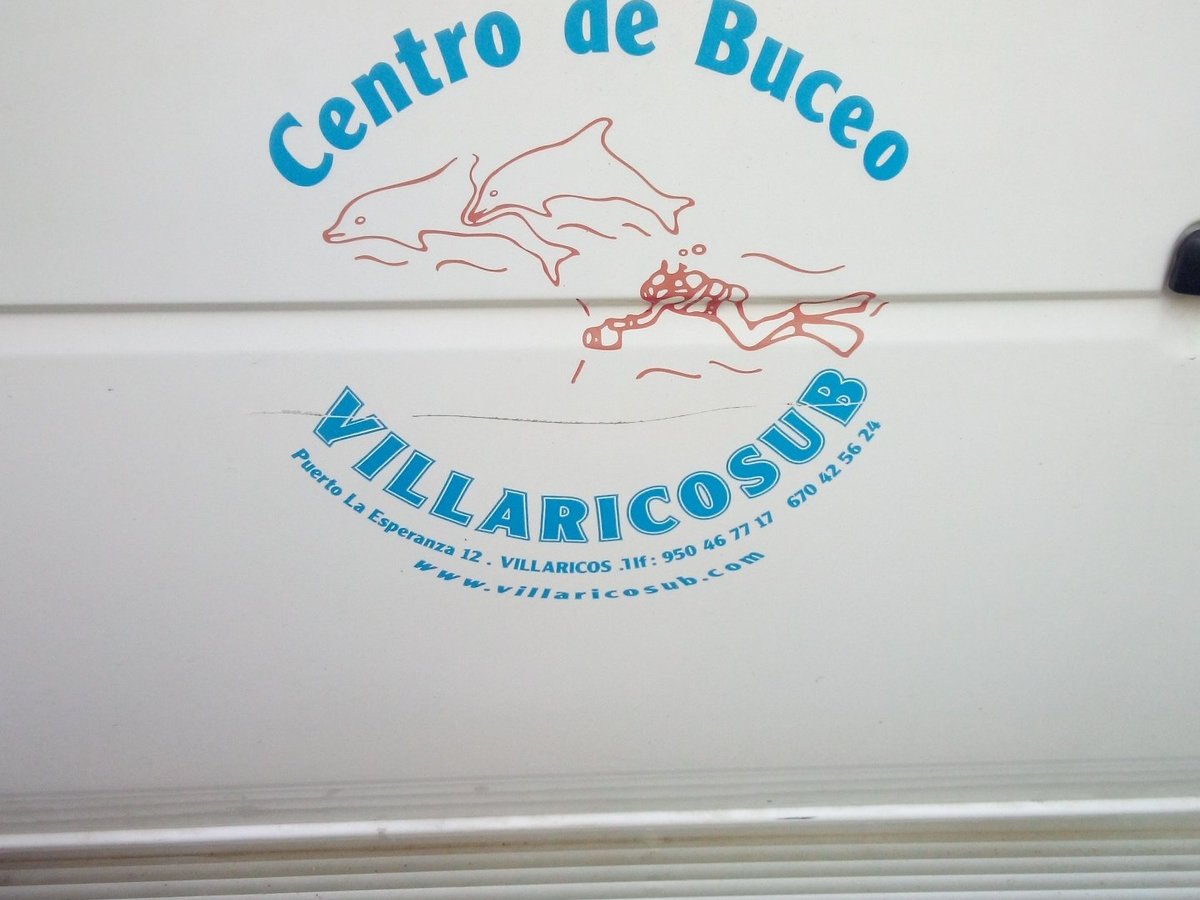 Centro de Buceo
VILLARICOSUB
Puerto La Esperanza 12 . VILLARICOS .Tlf: 950 46 77 17 670 42 56 24
www.villaricosub.com